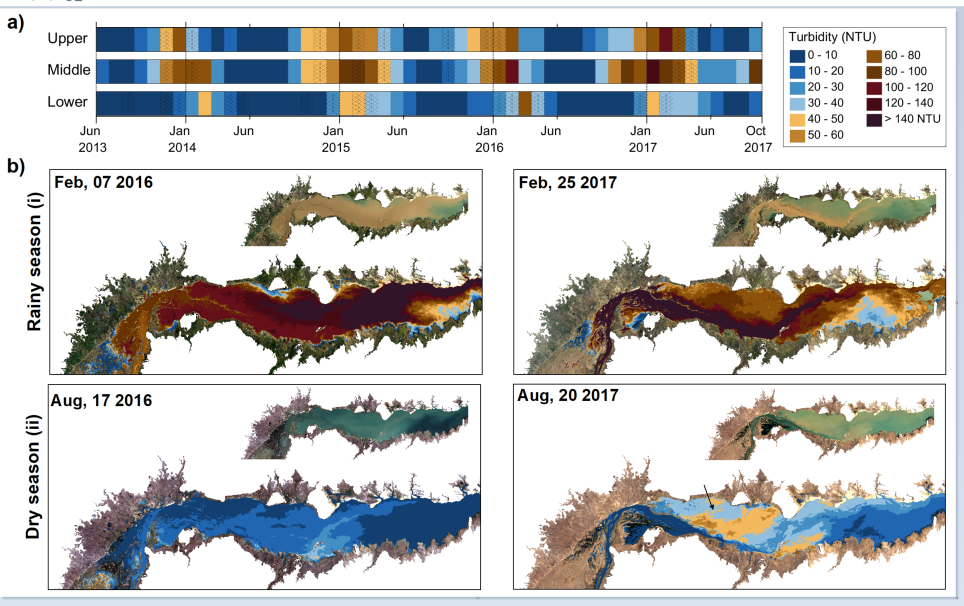 a)
Upper
Middle
Lower
Jun Jan Jun Jan Jun Jan Jun Jan Jun Oct
2013 2014 2015 2016 2017 2017
Turbidity (NTU)
0 - 10
10 - 20
20 - 30
30 - 40
40 - 50
50 - 60
60 - 80
80 - 100
100 - 120
120 - 140
> 140 NTU
b)
Rainy season (i)
Feb, 07 2016
Feb, 25 2017
Dry season (ii)
Aug, 17 2016
Aug, 20 2017